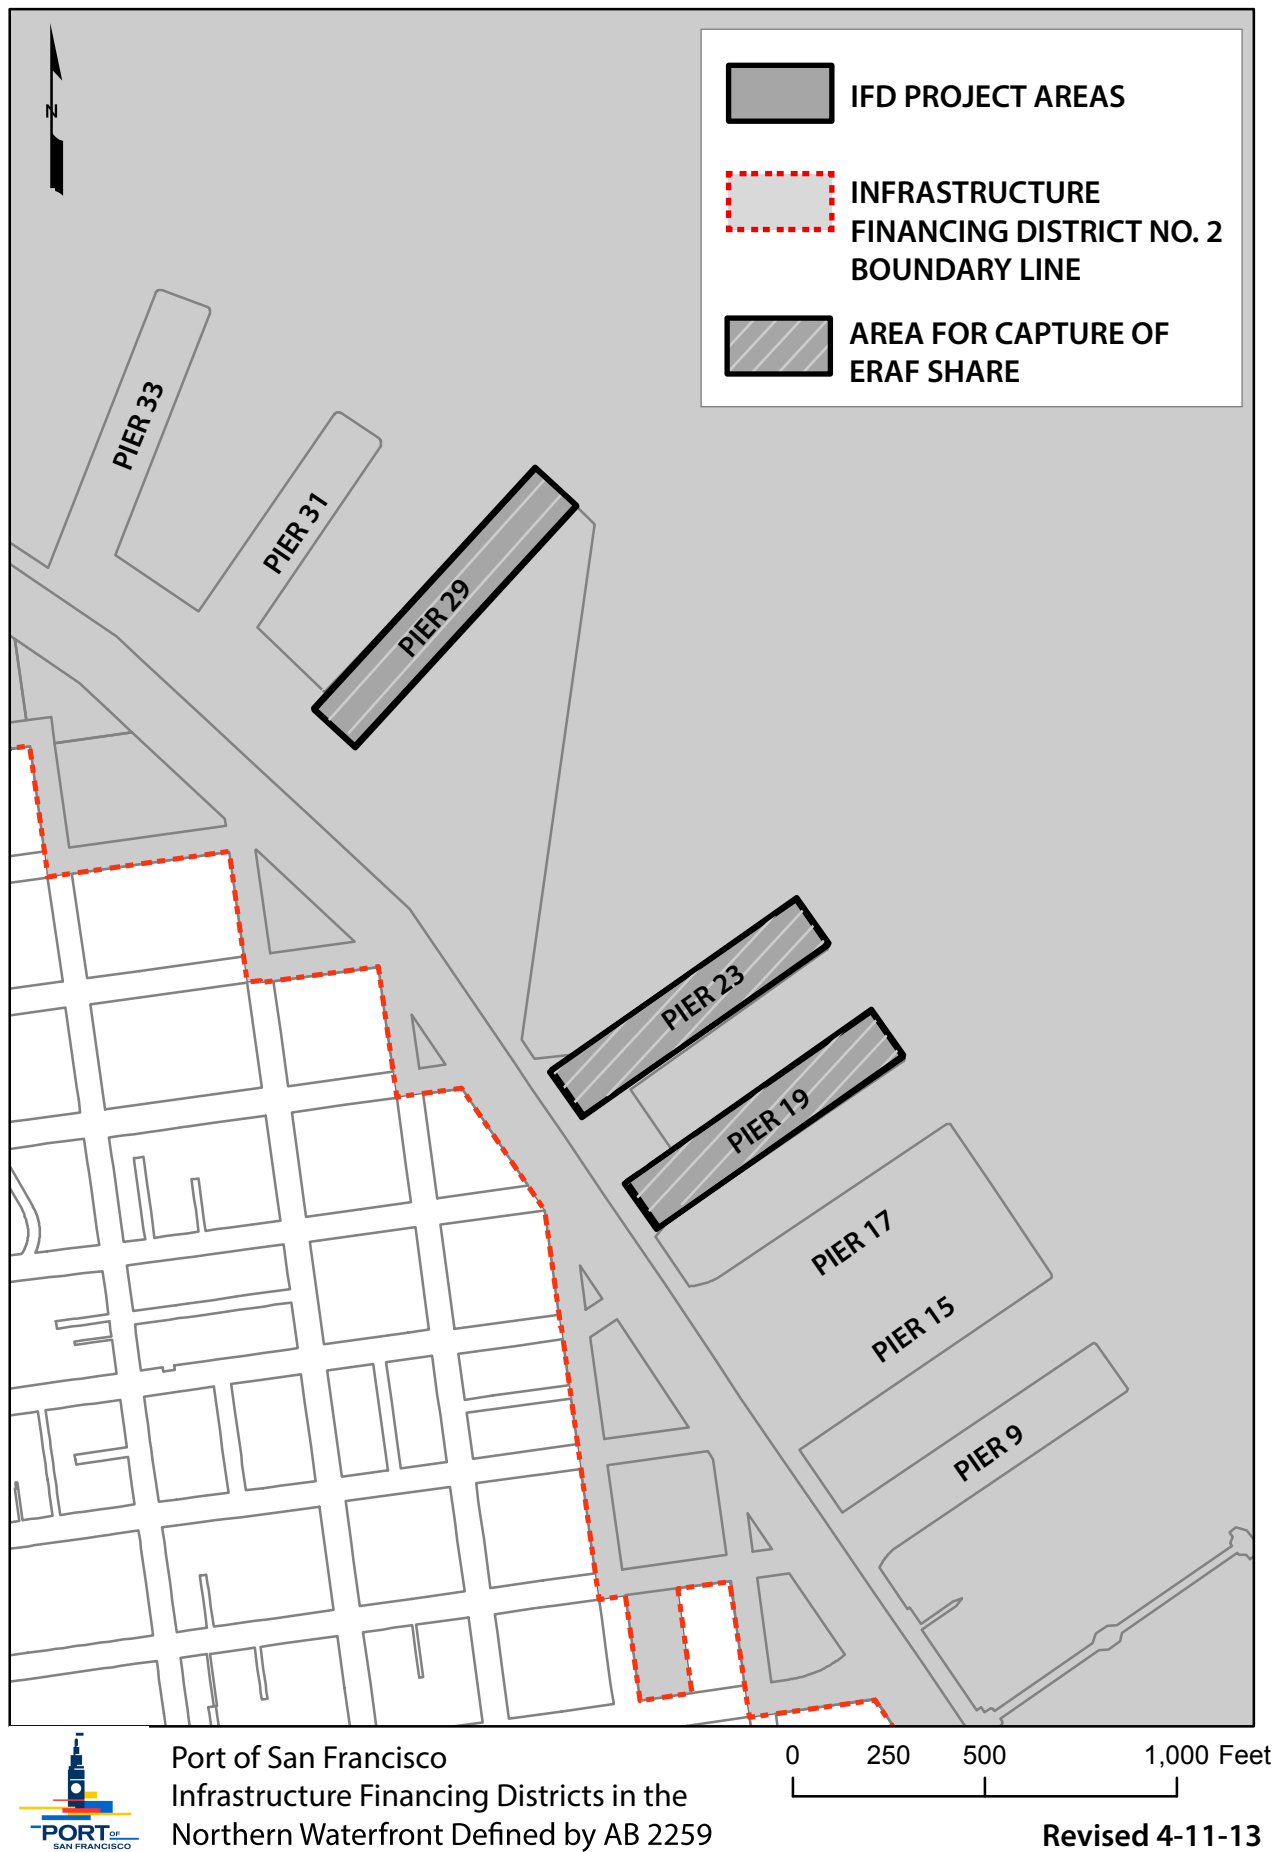 N
IFD PROJECT AREAS
INFRASTRUCTURE
FINANCING DISTRICT NO. 2
BOUNDARY LINE
AREA FOR CAPTURE OF
ERAF SHARE
PIER 33
PIER 31
PIER 29
PIER 23
PIER 19
PIER 17
PIER 15
PIER 9
PORT OF
SAN FRANCISCO
Port of San Francisco
Infrastructure Financing Districts in the
Northern Waterfront Defined by AB 2259
0 250 500 1,000 Feet
Revised 4-11-13